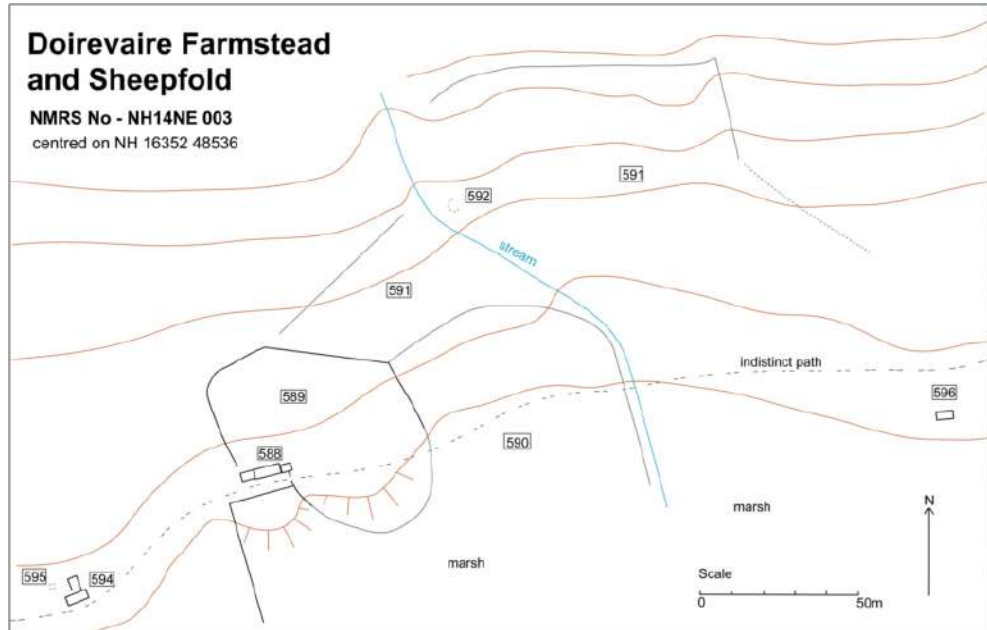 Doirevaire Farmstead
and Sheepfold
NMRS No - NH14NE 003
centred on NH 16352 48536
591
592
stream
591
indistinct path
589
596
590
588
N
marsh
marsh
595
594
Scale
0 50m